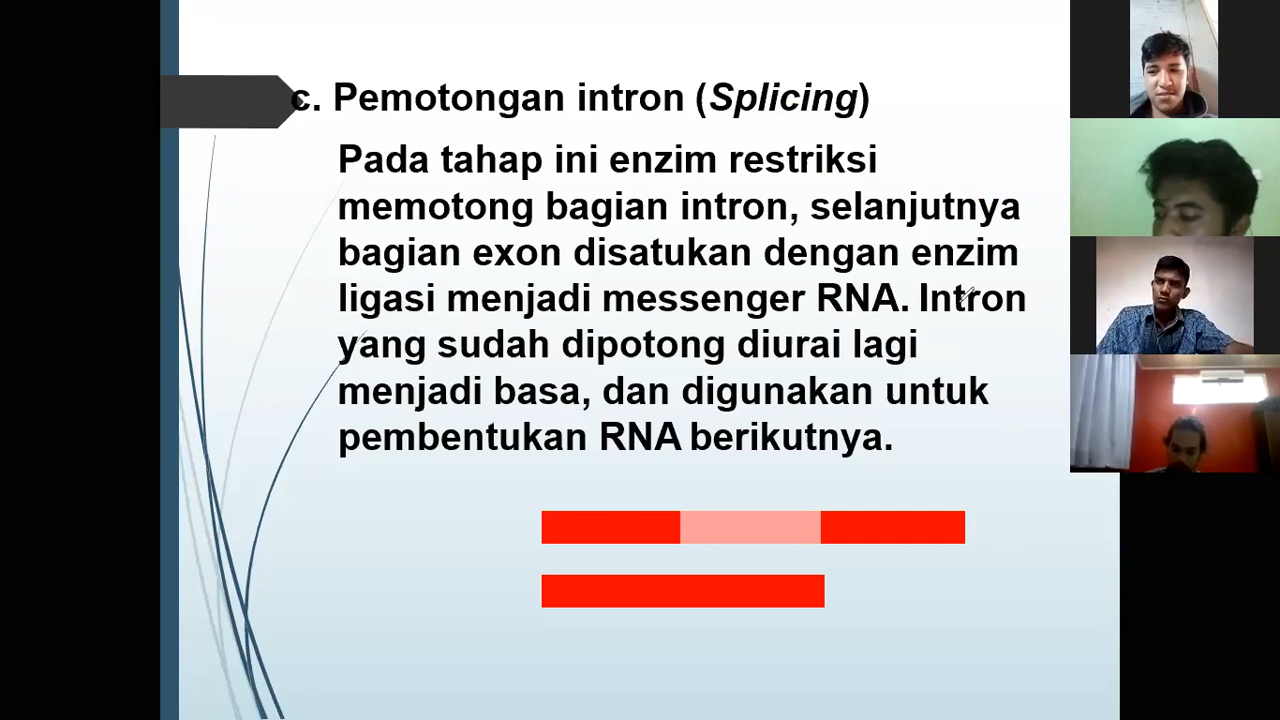 c. Pemotongan intron (Splicing)
Pada tahap ini enzim restriksi
memotong bagian intron, selanjutnya
bagian exon disatukan dengan enzim
ligasi menjadi messenger RNA. Intron
yang sudah dipotong diurai lagi
menjadi basa, dan digunakan untuk
pembentukan RNA berikutnya.